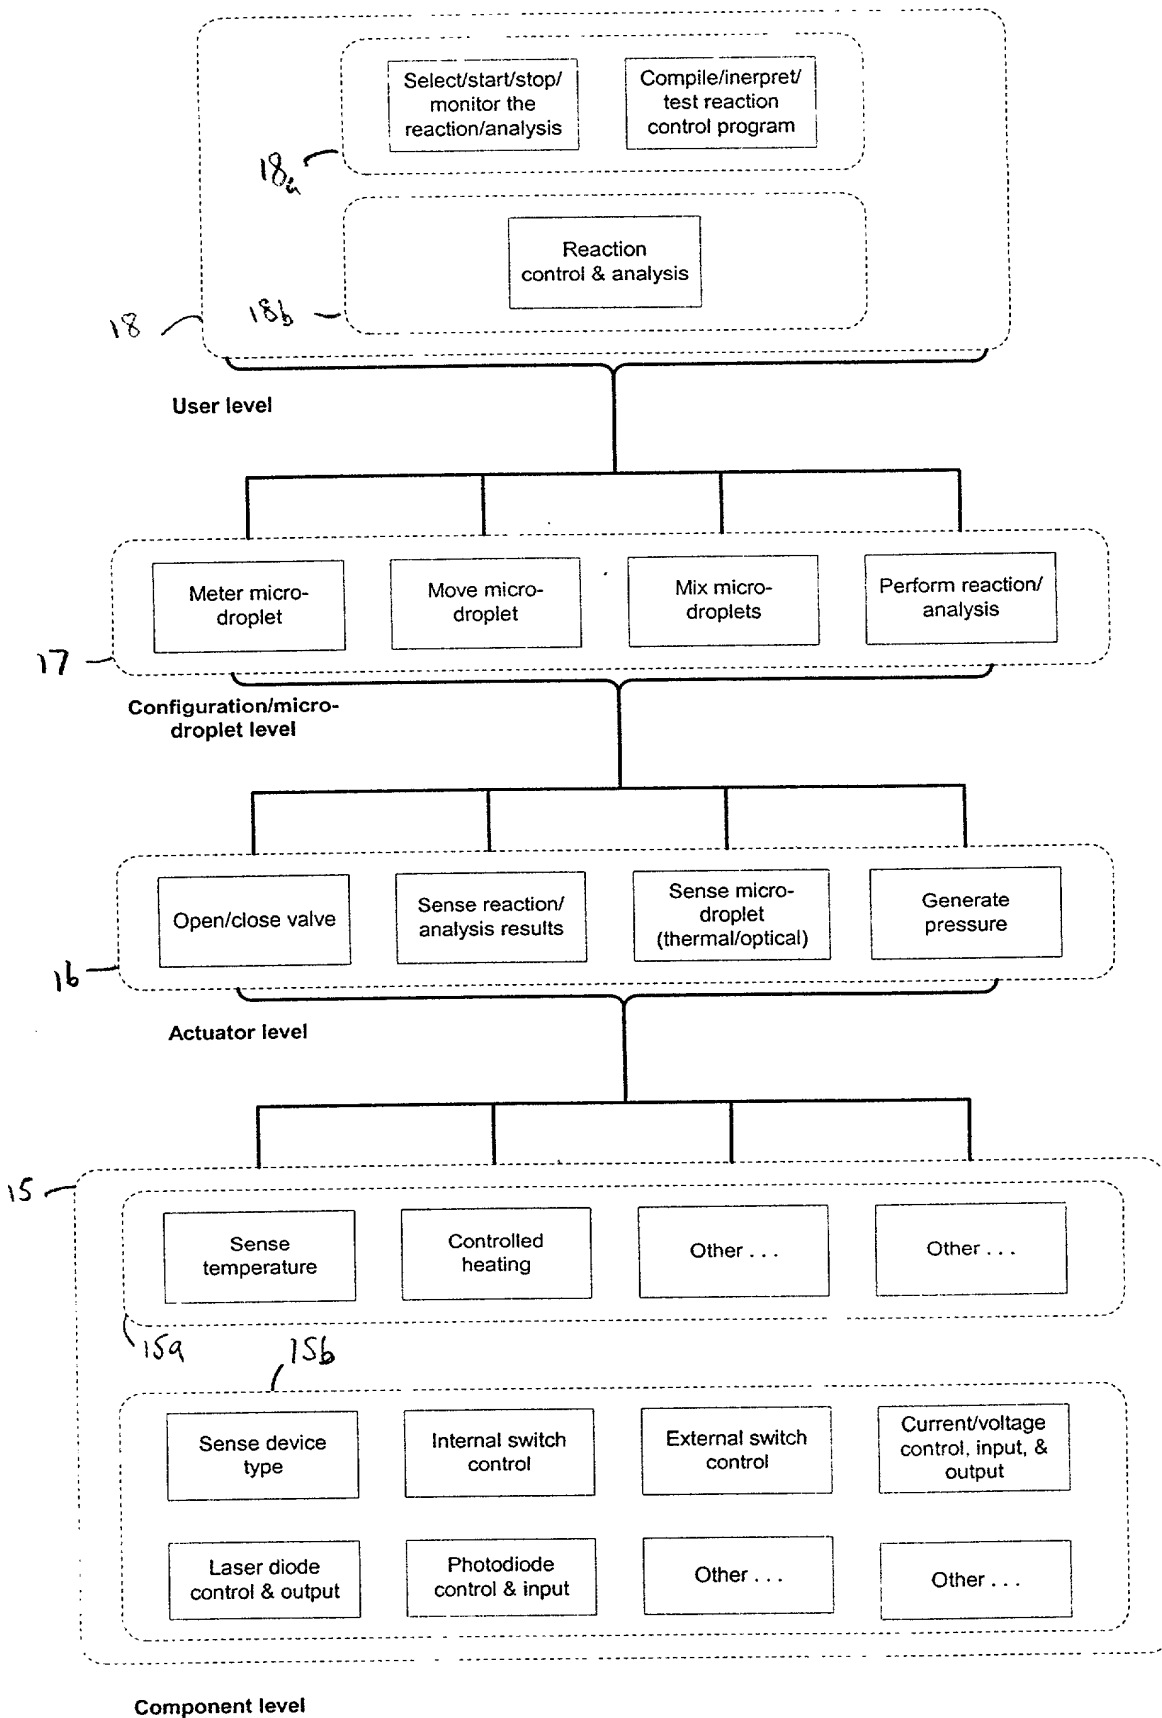 Select/start/stop/
monitor the
reaction/analysis
Compile/inerpret/
test reaction
control program
18a
Reaction
control & analysis
18b
18
User level
Meter micro-
droplet
Move micro-
droplet
Mix micro-
droplets
Perform reaction/
analysis
17
Configuration/micro-
droplet level
Open/close valve
Sense reaction/
analysis results
Sense micro-
droplet
(thermal/optical)
Generate
pressure
16
Actuator level
15
Sense
temperature
Controlled
heating
Other . . .
Other . . .
15a
15b
Sense device
type
Internal switch
control
External switch
control
Current/voltage
control, input, &
output
Laser diode
control & output
Photodiode
control & input
Other . . .
Other . . .
Component level